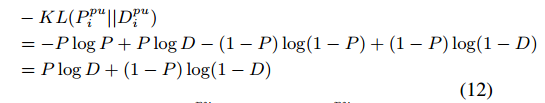 − KL(P_i^{pu}||D_i^{pu})
= −P log P + P log D − (1 − P) log(1 − P) + (1 − P) log(1 − D)
= P log D + (1 − P) log(1 − D)
(12)